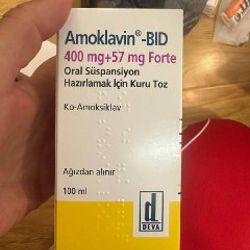 Amoklavin®-BID
400 mg+57 mg Forte
Oral Süspansiyon
Hazırlamak İçin Kuru Toz
Ko-Amoksiklav
Ağızdan alınır
100 ml
d
DEVA